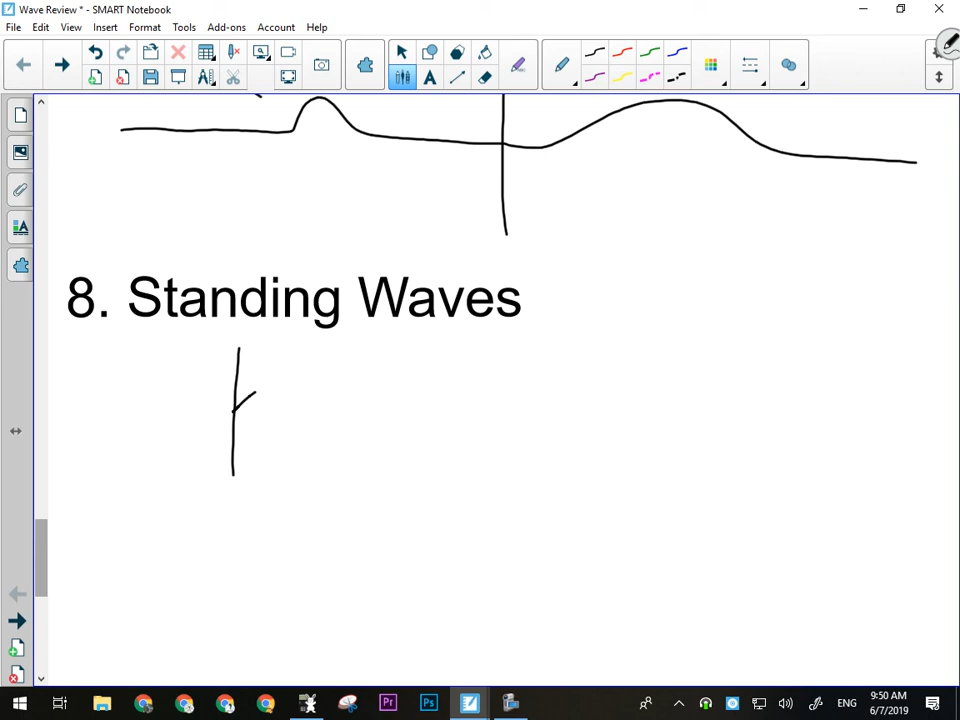 Wave Review * - SMART Notebook
File Edit View Insert Format Tools Add-ons Account Help
8. Standing Waves
ENG
9:50 AM
6/7/2019